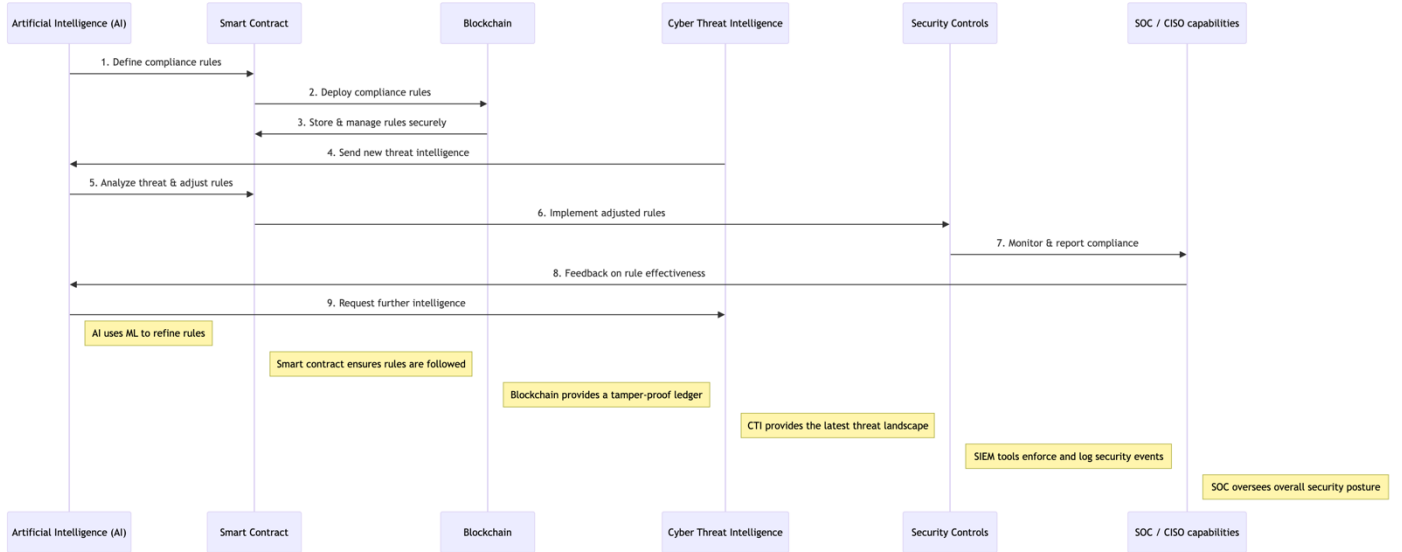 Artificial Intelligence (AI)
Smart Contract
Blockchain
Cyber Threat Intelligence
Security Controls
SOC / CISO capabilities
1. Define compliance rules
2. Deploy compliance rules
3. Store & manage rules securely
4. Send new threat intelligence
5. Analyze threat & adjust rules
6. Implement adjusted rules
7. Monitor & report compliance
8. Feedback on rule effectiveness
9. Request further intelligence
AI uses ML to refine rules
Smart contract ensures rules are followed
Blockchain provides a tamper-proof ledger
CTI provides the latest threat landscape
SIEM tools enforce and log security events
SOC oversees overall security posture
Artificial Intelligence (AI)
Smart Contract
Blockchain
Cyber Threat Intelligence
Security Controls
SOC / CISO capabilities